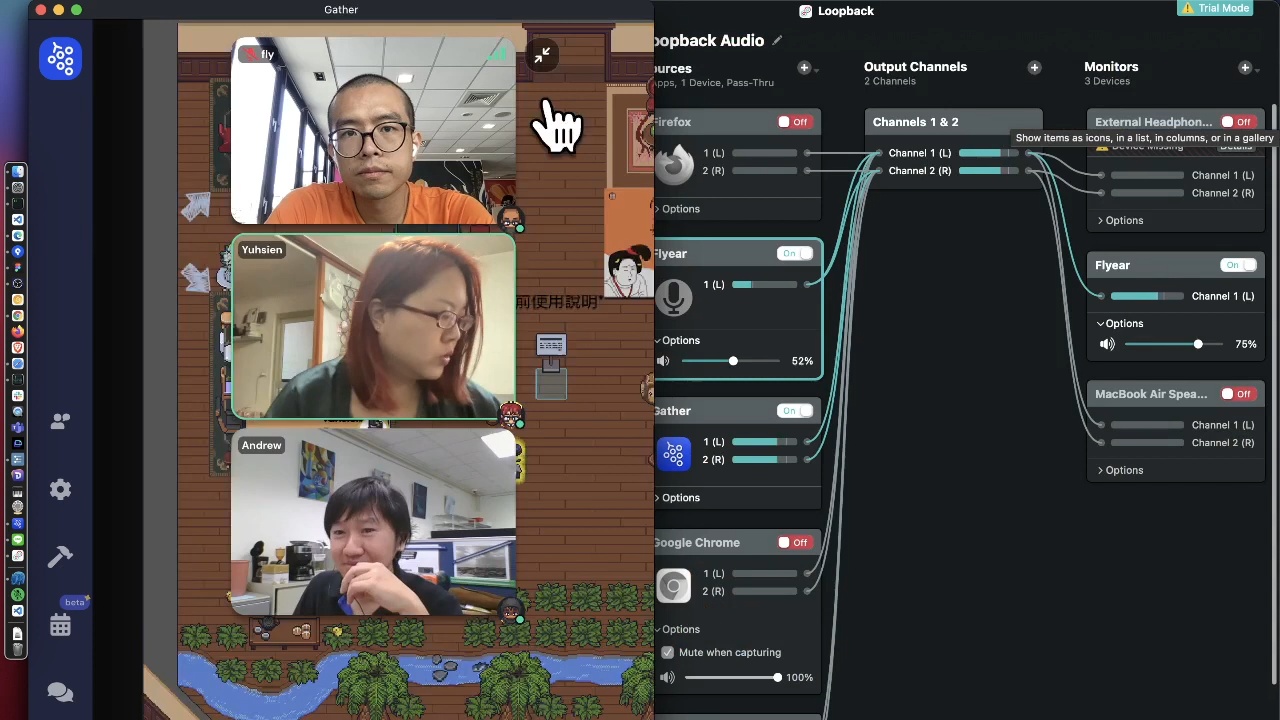 Gather
fly
Yuhsien
前使用說明
Andrew
beta
Loopback
Trial Mode
oopback Audio
ources
apps, 1 Device, Pass-Thru
Firefox
Off
1 (L)
2 (R)
Options
Flyear
On
1 (L)
Options
52%
Gather
On
1 (L)
2 (R)
Options
Google Chrome
Off
1 (L)
2 (R)
Options
Mute when capturing
100%
Output Channels
2 Channels
Channels 1 & 2
Channel 1 (L)
Channel 2 (R)
Monitors
3 Devices
External Headphon...
Off
Show items as icons, in a list, in columns, or in a gallery
Device Missing
Details
Channel 1 (L)
Channel 2 (R)
Options
Flyear
On
Channel 1 (L)
Options
75%
MacBook Air Spea...
Off
Channel 1 (L)
Channel 2 (R)
Options